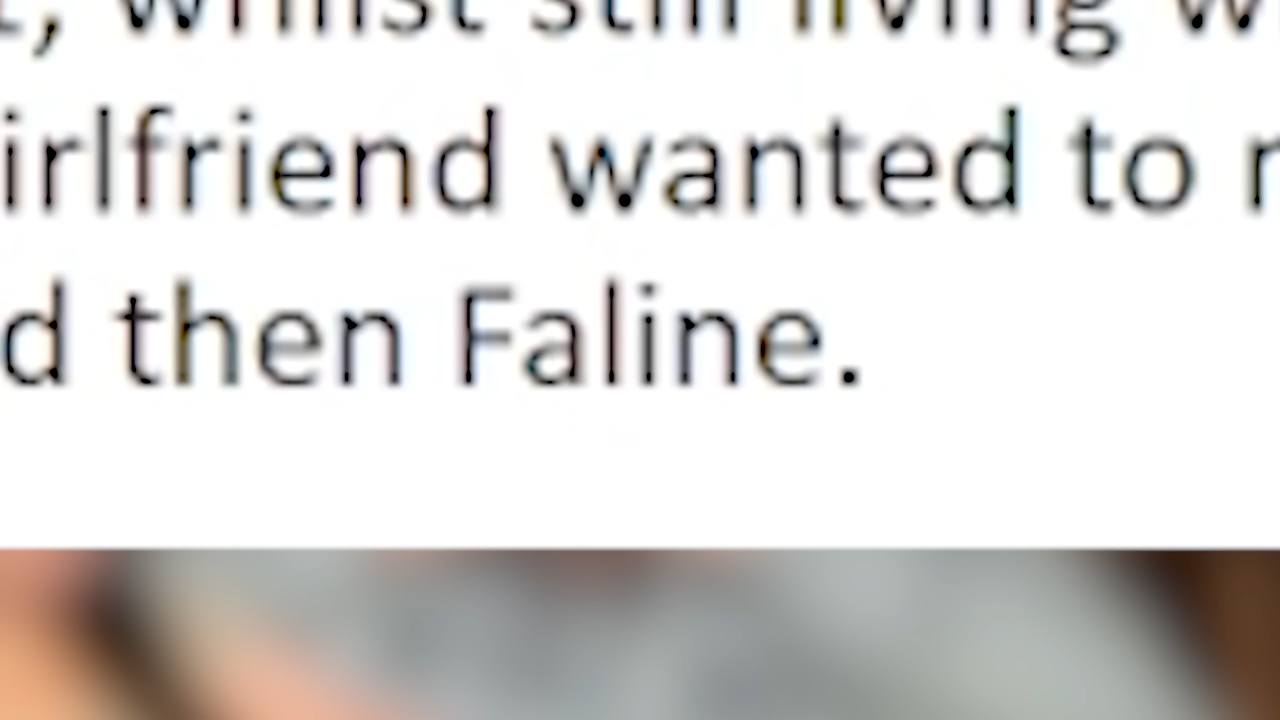 t, whilst still living w
irlfriend wanted to r
d then Faline.